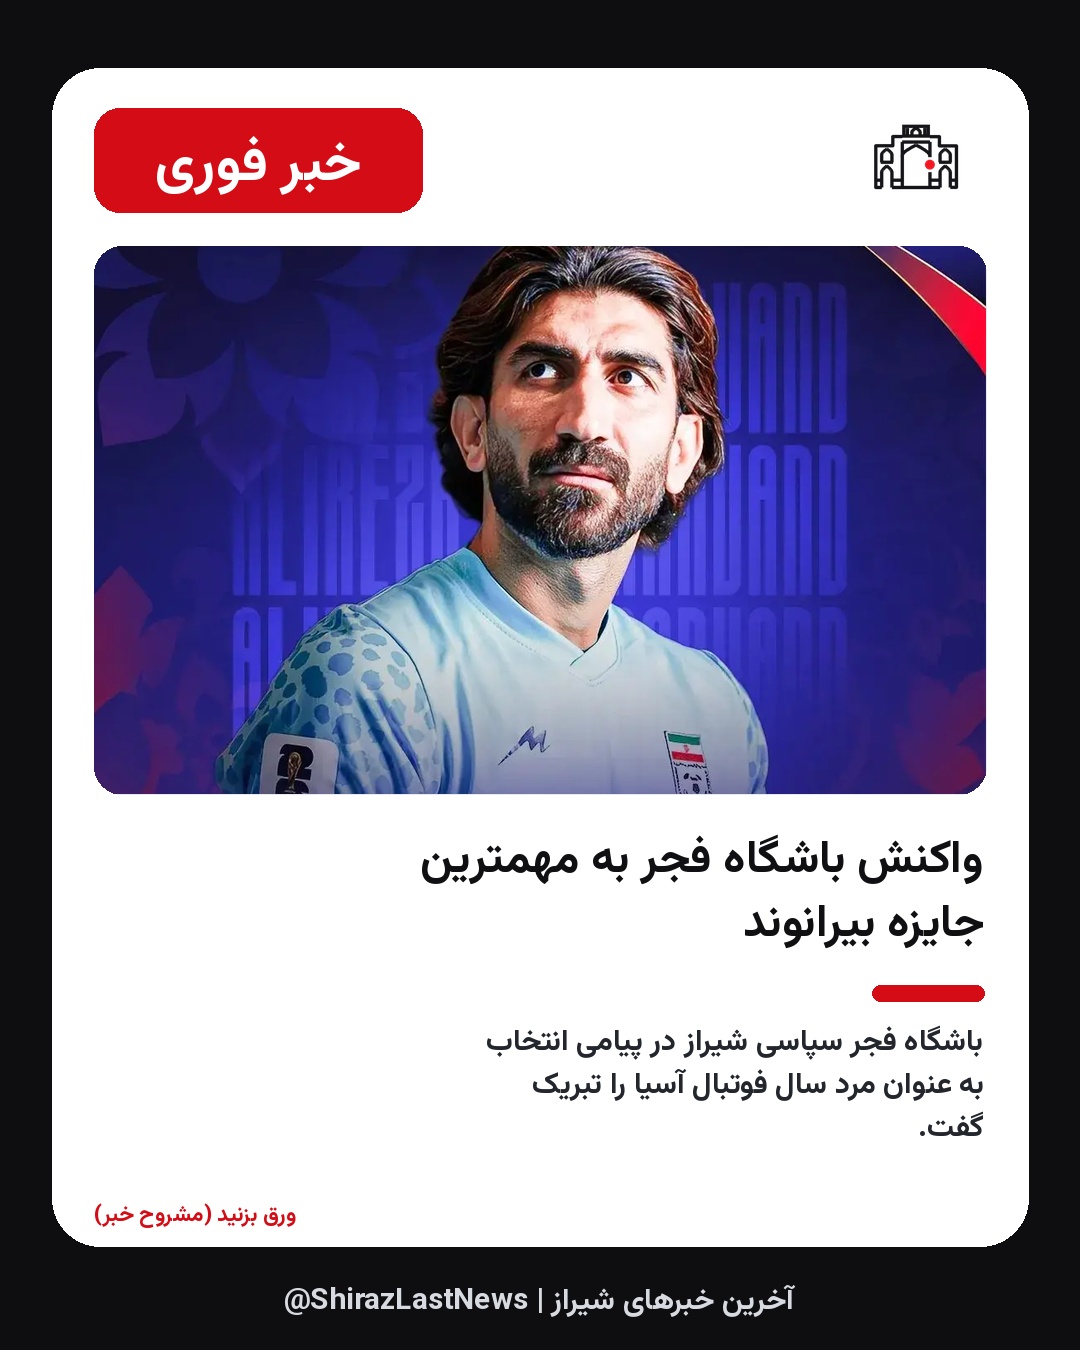 خبر فوری
واکنش باشگاه فجر به مهمترین
جایزه بیرانوند
باشگاه فجر سپاسی شیراز در پیامی انتخاب
به عنوان مرد سال فوتبال آسیا را تبریک
گفت.
ورق بزنید (مشروح خبر)
آخرین خبرهای شیراز | @ShirazLastNews